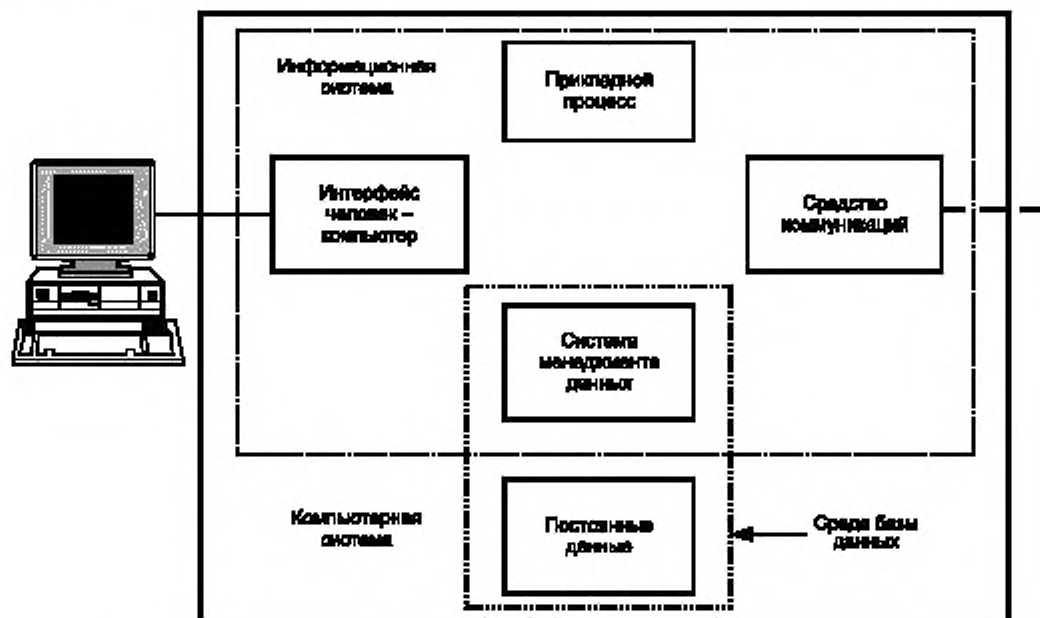 Информационная
система
Прикладной
процесс
Интерфейс
человек –
компьютер
Средство
коммуникаций
Система
менеджмента
данных
Компьютерная
система
Постоянные
данные
Среда базы
данных